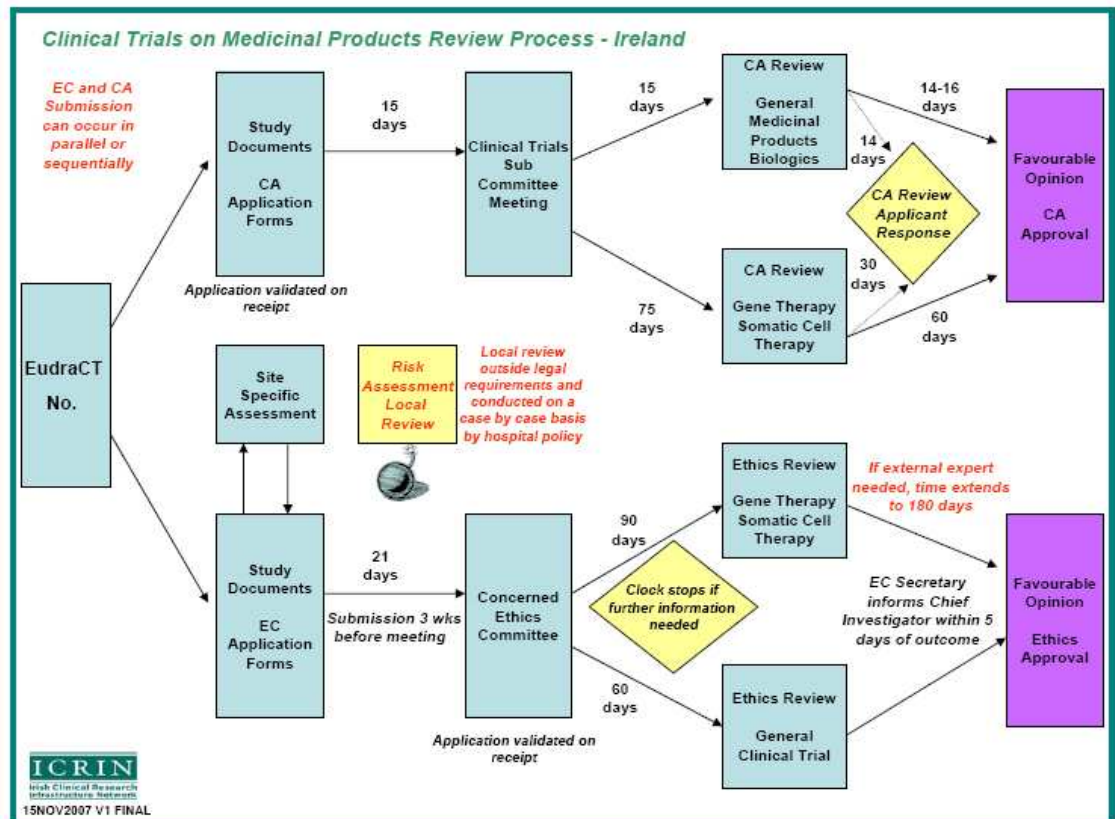 Clinical Trials on Medicinal Products Review Process - Ireland
EC and CA
Submission
can occur in
parallel or
sequentially
EudraCT
No.
Study
Documents
CA
Application
Forms
Application validated on
receipt
15
days
Clinical Trials
Sub
Committee
Meeting
15
days
CA Review
General
Medicinal
Products
Biologics
14-16
days
14
days
CA Review
Applicant
Response
75
days
CA Review
Gene Therapy
Somatic Cell
Therapy
30
days
60
days
Favourable
Opinion
CA
Approval
Site
Specific
Assessment
Risk
Assessment
Local
Review
Local review
outside legal
requirements and
conducted on a
case by case basis
by hospital policy
Study
Documents
EC
Application
Forms
21
days
Submission 3 wks
before meeting
Concerned
Ethics
Committee
Application validated on
receipt
90
days
Clock stops if
further information
needed
60
days
Ethics Review
Gene Therapy
Somatic Cell
Therapy
If external expert
needed, time extends
to 180 days
Ethics Review
General
Clinical Trial
EC Secretary
informs Chief
Investigator within 5
days of outcome
Favourable
Opinion
Ethics
Approval
ICRIN
Irish Clinical Research
Infrastructure Network
15NOV2007 V1 FINAL